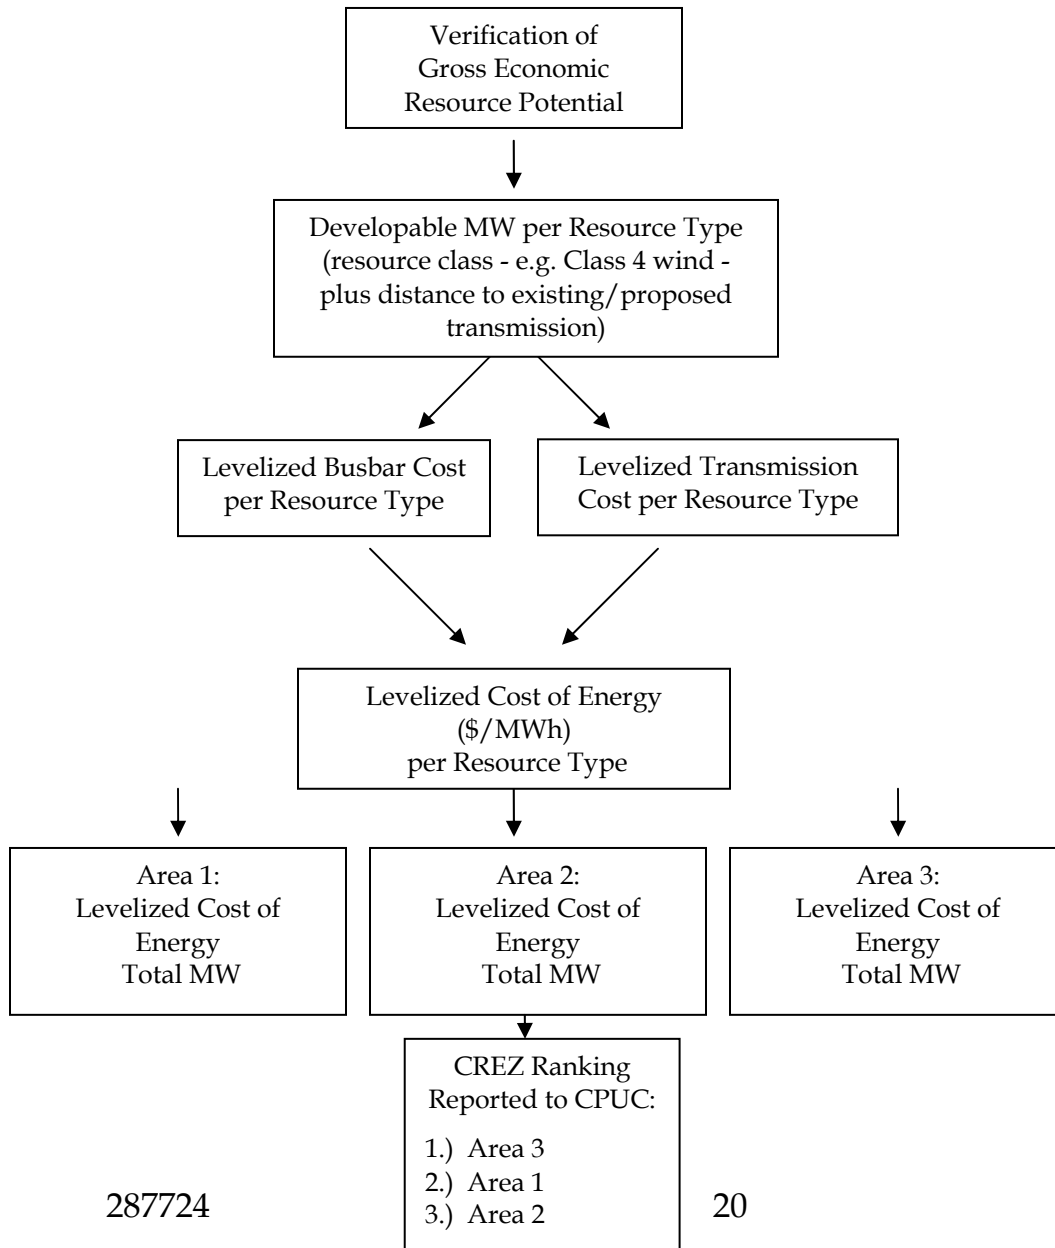 Verification of
Gross Economic
Resource Potential
Developable MW per Resource Type
(resource class - e.g. Class 4 wind -
plus distance to existing/proposed
transmission)
Levelized Busbar Cost
per Resource Type
Levelized Transmission
Cost per Resource Type
Levelized Cost of Energy
($/MWh)
per Resource Type
Area 1:
Levelized Cost of
Energy
Total MW
Area 2:
Levelized Cost of
Energy
Total MW
Area 3:
Levelized Cost of
Energy
Total MW
CREZ Ranking
Reported to CPUC:
1.) Area 3
2.) Area 1
3.) Area 2
287724
20